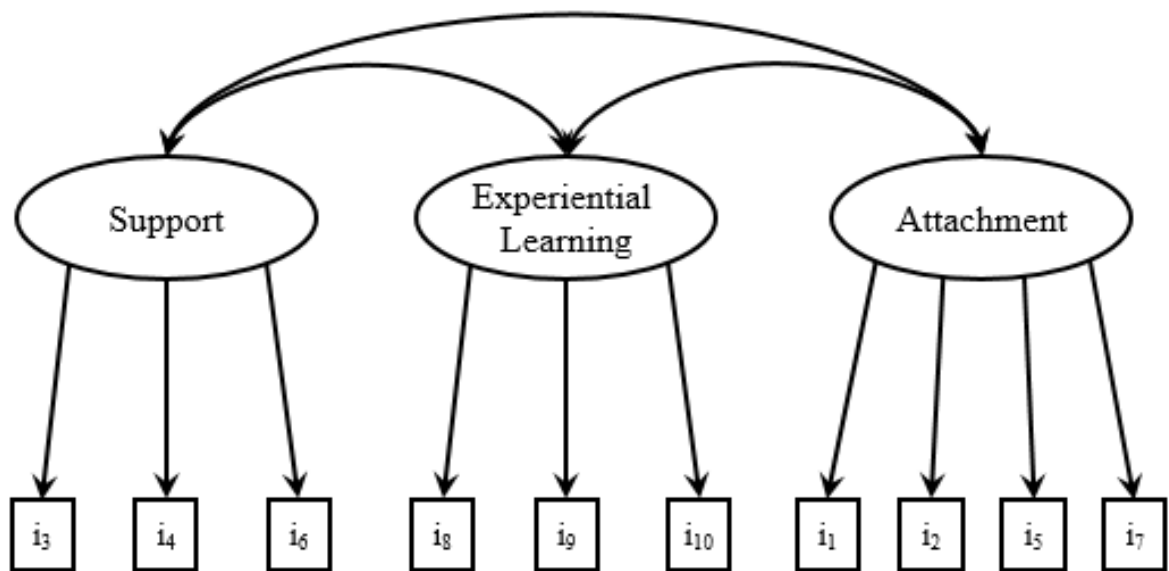 Support
Experiential
Learning
Attachment
i₃
i₄
i₆
i₈
i₉
i₁₀
i₁
i₂
i₅
i₇